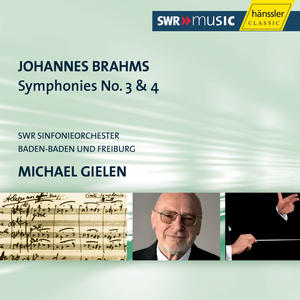 SWR» MUSIC
hänssler
CLASSIC
JOHANNES BRAHMS
Symphonies No. 3 & 4
SWR SINFONIEORCHESTER
BADEN-BADEN UND FREIBURG
MICHAEL GIELEN